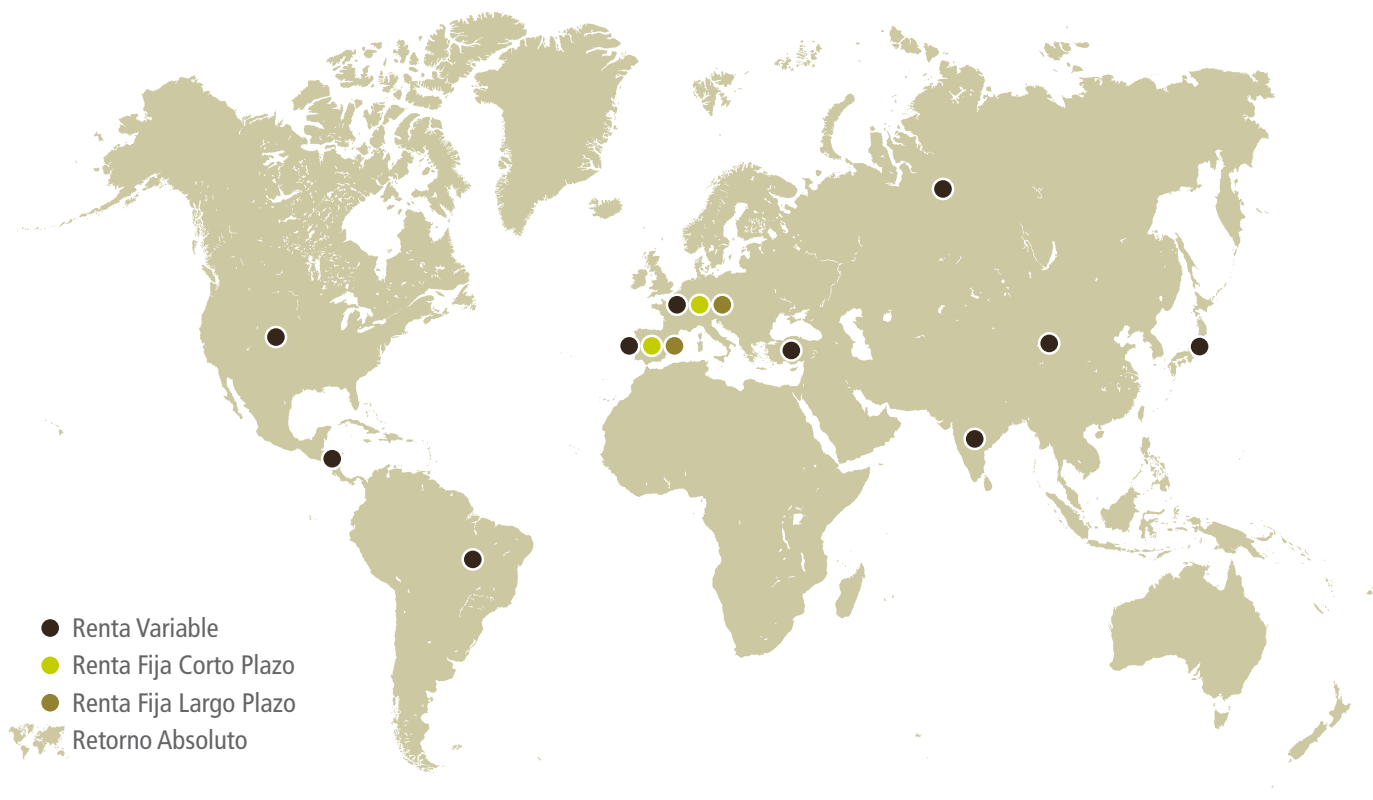 Renta Variable
Renta Fija Corto Plazo
Renta Fija Largo Plazo
Retorno Absoluto